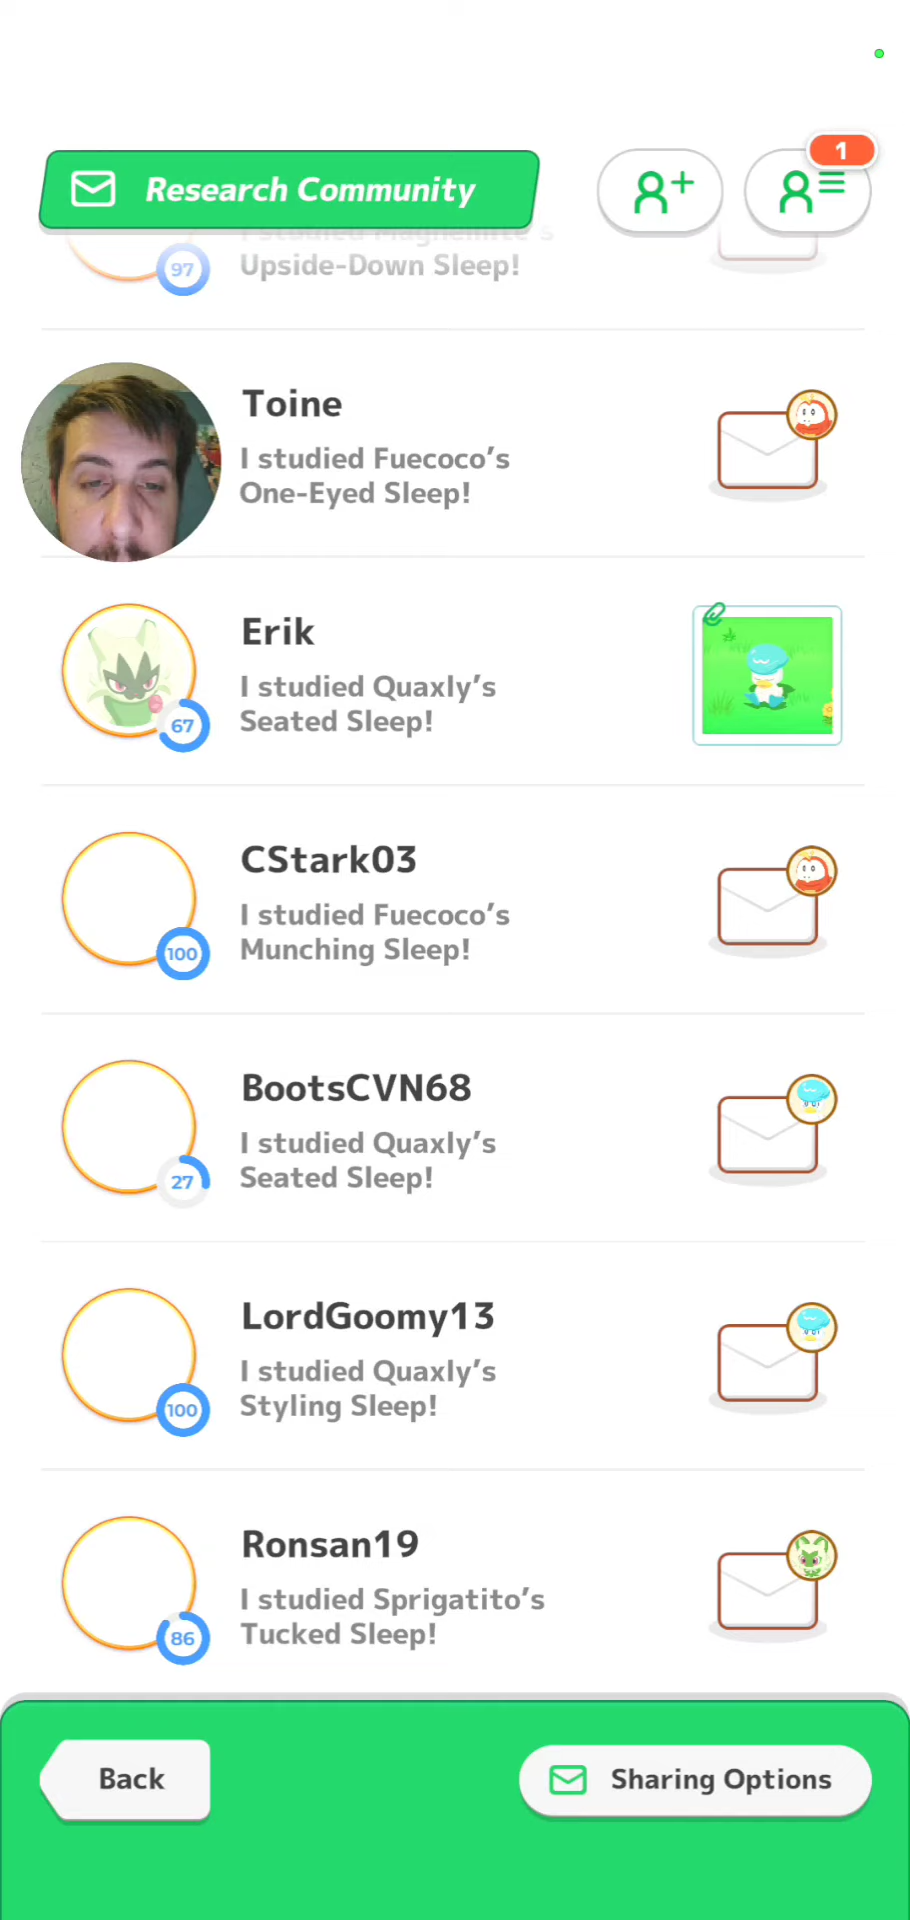 1
Research Community
I studied Magnemite's
97
Upside-Down Sleep!
Toine
I studied Fuecoco’s
One-Eyed Sleep!
Erik
I studied Quaxly’s
Seated Sleep!
67
CStark03
I studied Fuecoco’s
Munching Sleep!
100
BootsCVN68
I studied Quaxly’s
Seated Sleep!
27
LordGoomy13
I studied Quaxly’s
Styling Sleep!
100
Ronsan19
I studied Sprigatito’s
Tucked Sleep!
86
Back
Sharing Options